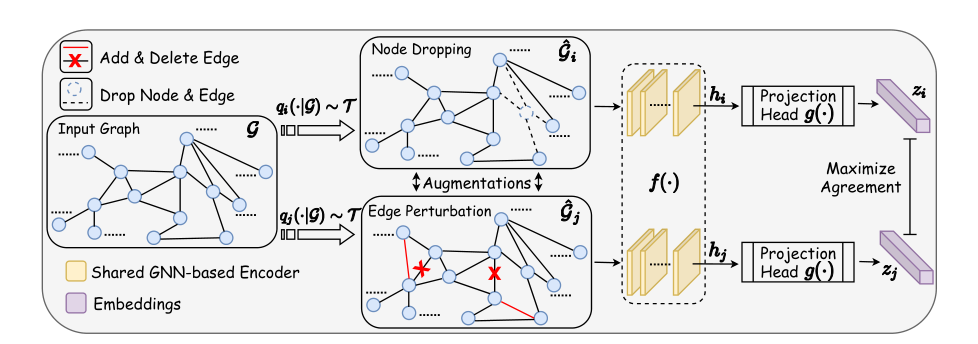 Add & Delete Edge
Drop Node & Edge
Input Graph 𝒢
......
......
......
......
......
......
q_i(·|𝒢) ~ 𝒯
q_j(·|𝒢) ~ 𝒯
Node Dropping 𝒢̂_i
......
......
......
......
......
......
Augmentations
Edge Perturbation 𝒢̂_j
......
......
......
......
......
......
......
f(·)
......
h_i
h_j
Projection
Head g(·)
Projection
Head g(·)
z_i
Maximize
Agreement
z_j
Shared GNN-based Encoder
Embeddings